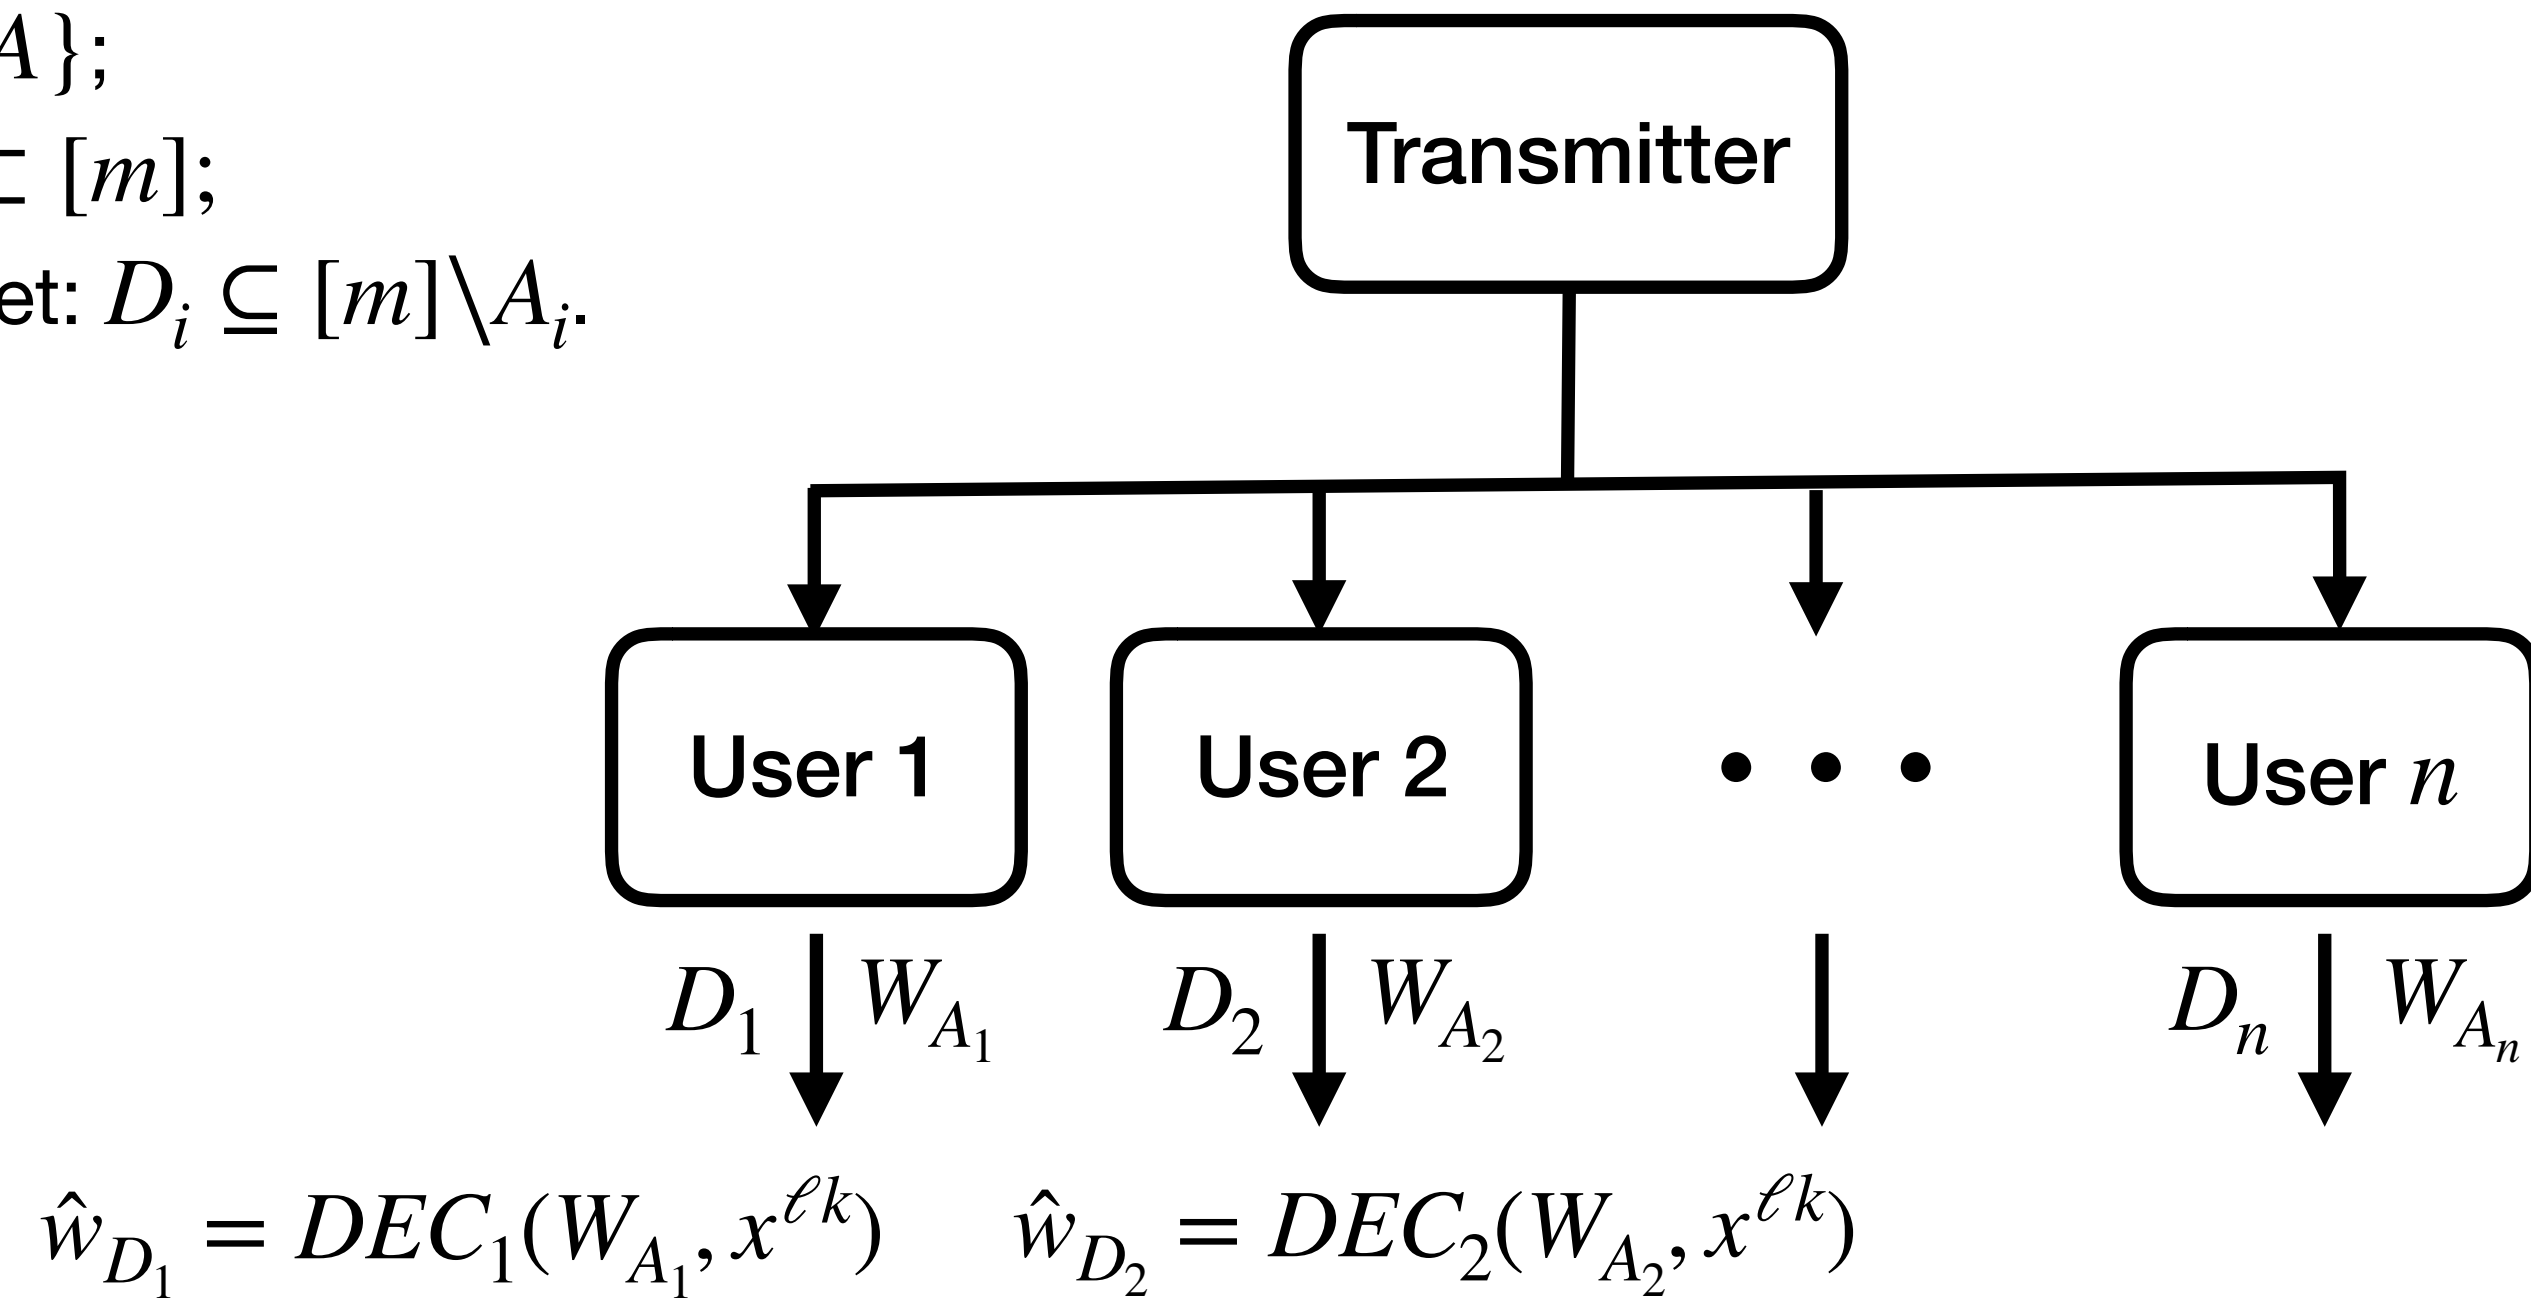 A};
[m];
et: D_i ⊆ [m]\A_i.
Transmitter
User 1 User 2 • • • User n
D_1 W_{A_1} D_2 W_{A_2} D_n W_{A_n}
ŵ_{D_1} = DEC_1(W_{A_1}, x^{ℓk}) ŵ_{D_2} = DEC_2(W_{A_2}, x^{ℓk})